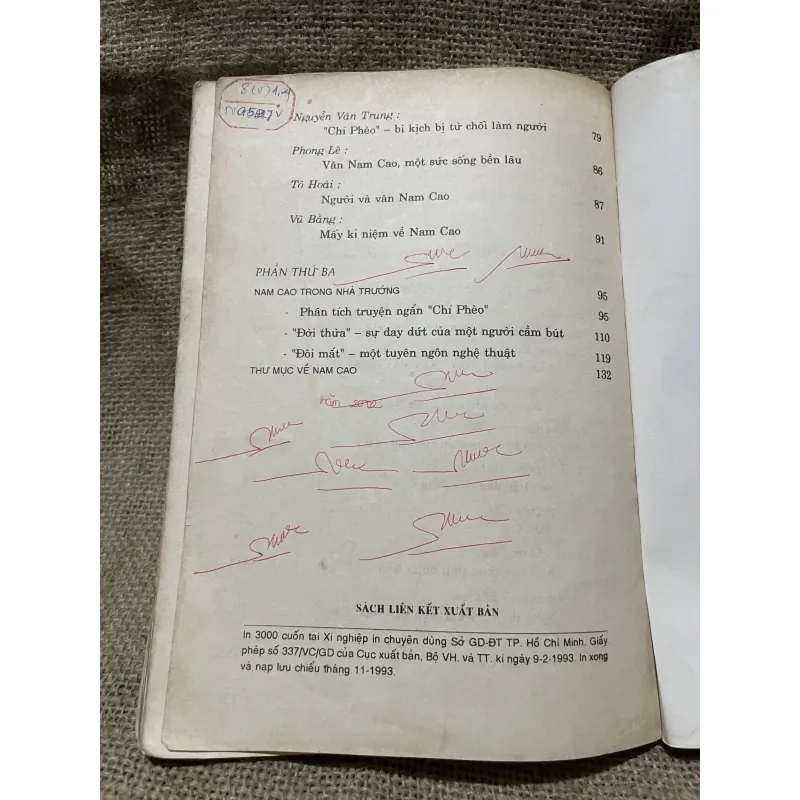 8(V)1.4
Nguyễn Văn Trung :
"Chí Phèo" – bi kịch bị từ chối làm người 79
Phong Lê :
Văn Nam Cao, một sức sống bền lâu 86
Tô Hoài :
Người và văn Nam Cao 87
Vũ Bằng :
Mấy kỉ niệm về Nam Cao 91
PHẦN THỨ BA
NAM CAO TRONG NHÀ TRƯỜNG 95
- Phân tích truyện ngắn "Chí Phèo" 95
- "Đời thừa" – sự day dứt của một người cầm bút 110
- "Đôi mắt" – một tuyên ngôn nghệ thuật 119
THƯ MỤC VỀ NAM CAO 132
năm 2002
SÁCH LIÊN KẾT XUẤT BẢN
In 3000 cuốn tại Xí nghiệp in chuyên dùng Sở GD-ĐT TP. Hồ Chí Minh. Giấy
phép số 337/VC/GD của Cục xuất bản, Bộ VH. và TT. kí ngày 9-2-1993. In xong
và nạp lưu chiểu tháng 11-1993.